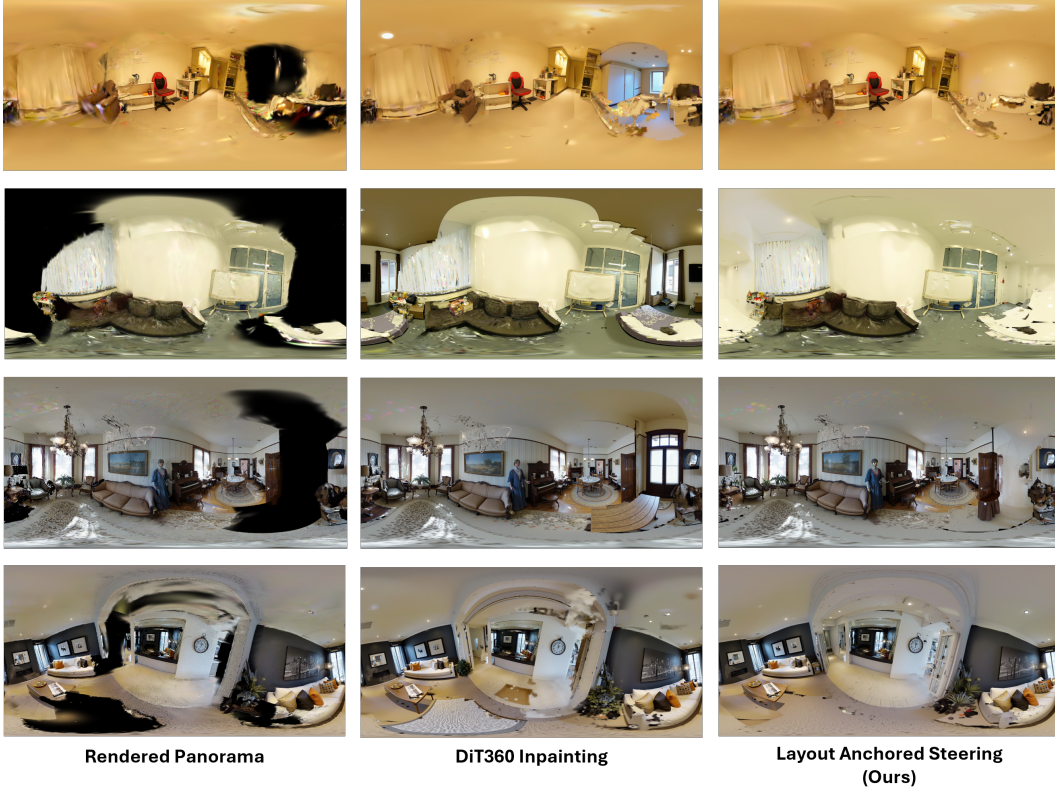 Rendered Panorama
DiT360 Inpainting
Layout Anchored Steering
(Ours)